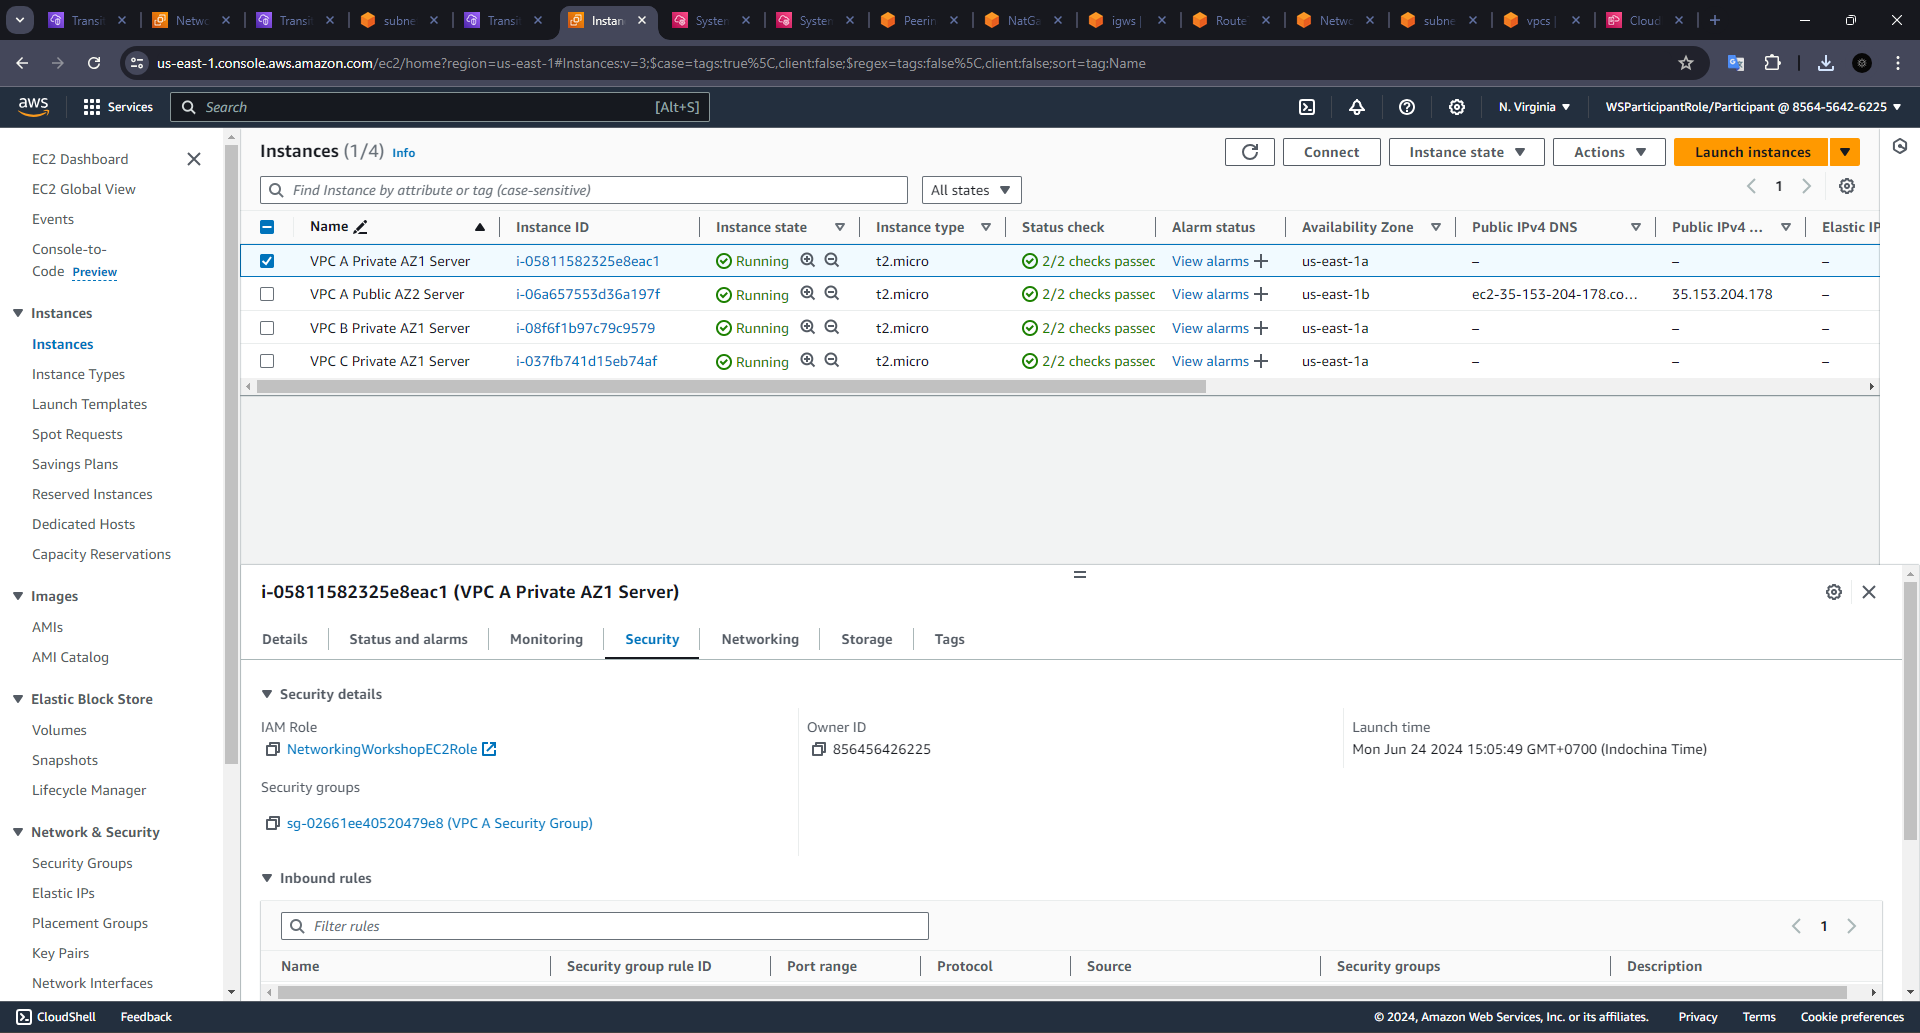 Transit
Netwo
Transit
subne
Transit
Instan
System
System
Peerin
NatGa
igws |
Route
Netwo
subne
vpcs |
Cloud
us-east-1.console.aws.amazon.com/ec2/home?region=us-east-1#Instances:v=3;$case=tags:true%5C,client:false;$regex=tags:false%5C,client:false;sort=tag:Name
aws
Services
Search
[Alt+S]
N. Virginia
WSParticipantRole/Participant @ 8564-5642-6225
EC2 Dashboard
EC2 Global View
Events
Console-to-
Code Preview
Instances
Instances
Instance Types
Launch Templates
Spot Requests
Savings Plans
Reserved Instances
Dedicated Hosts
Capacity Reservations
Images
AMIs
AMI Catalog
Elastic Block Store
Volumes
Snapshots
Lifecycle Manager
Network & Security
Security Groups
Elastic IPs
Placement Groups
Key Pairs
Network Interfaces
Instances (1/4) Info
Connect
Instance state
Actions
Launch instances
Find Instance by attribute or tag (case-sensitive)
All states
1
Name Instance ID Instance state Instance type Status check Alarm status Availability Zone Public IPv4 DNS Public IPv4 ... Elastic IP
VPC A Private AZ1 Server i-05811582325e8eac1 Running t2.micro 2/2 checks passec View alarms us-east-1a – – –
VPC A Public AZ2 Server i-06a657553d36a197f Running t2.micro 2/2 checks passec View alarms us-east-1b ec2-35-153-204-178.co... 35.153.204.178 –
VPC B Private AZ1 Server i-08f6f1b97c79c9579 Running t2.micro 2/2 checks passec View alarms us-east-1a – – –
VPC C Private AZ1 Server i-037fb741d15eb74af Running t2.micro 2/2 checks passec View alarms us-east-1a – – –
i-05811582325e8eac1 (VPC A Private AZ1 Server)
Details Status and alarms Monitoring Security Networking Storage Tags
Security details
IAM Role
NetworkingWorkshopEC2Role
Owner ID
856456426225
Launch time
Mon Jun 24 2024 15:05:49 GMT+0700 (Indochina Time)
Security groups
sg-02661ee40520479e8 (VPC A Security Group)
Inbound rules
Filter rules
1
Name Security group rule ID Port range Protocol Source Security groups Description
CloudShell Feedback
© 2024, Amazon Web Services, Inc. or its affiliates. Privacy Terms Cookie preferences